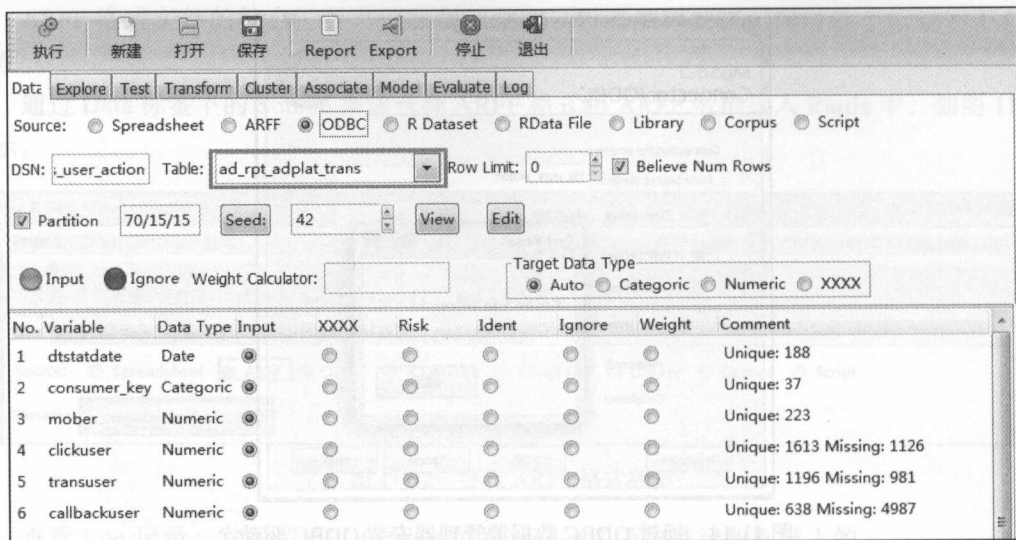 执行 新建 打开 保存 Report Export 停止 退出
Data Explore Test Transform Cluster Associate Mode Evaluate Log
Source: Spreadsheet ARFF ODBC R Dataset RData File Library Corpus Script
DSN: :_user_action Table: ad_rpt_adplat_trans Row Limit: 0 Believe Num Rows
Partition 70/15/15 Seed: 42 View Edit
Target Data Type
Input Ignore Weight Calculator: Auto Categoric Numeric XXXX
No. Variable Data Type Input XXXX Risk Ident Ignore Weight Comment
1 dtstatdate Date Unique: 188
2 consumer_key Categoric Unique: 37
3 mober Numeric Unique: 223
4 clickuser Numeric Unique: 1613 Missing: 1126
5 transuser Numeric Unique: 1196 Missing: 981
6 callbackuser Numeric Unique: 638 Missing: 4987